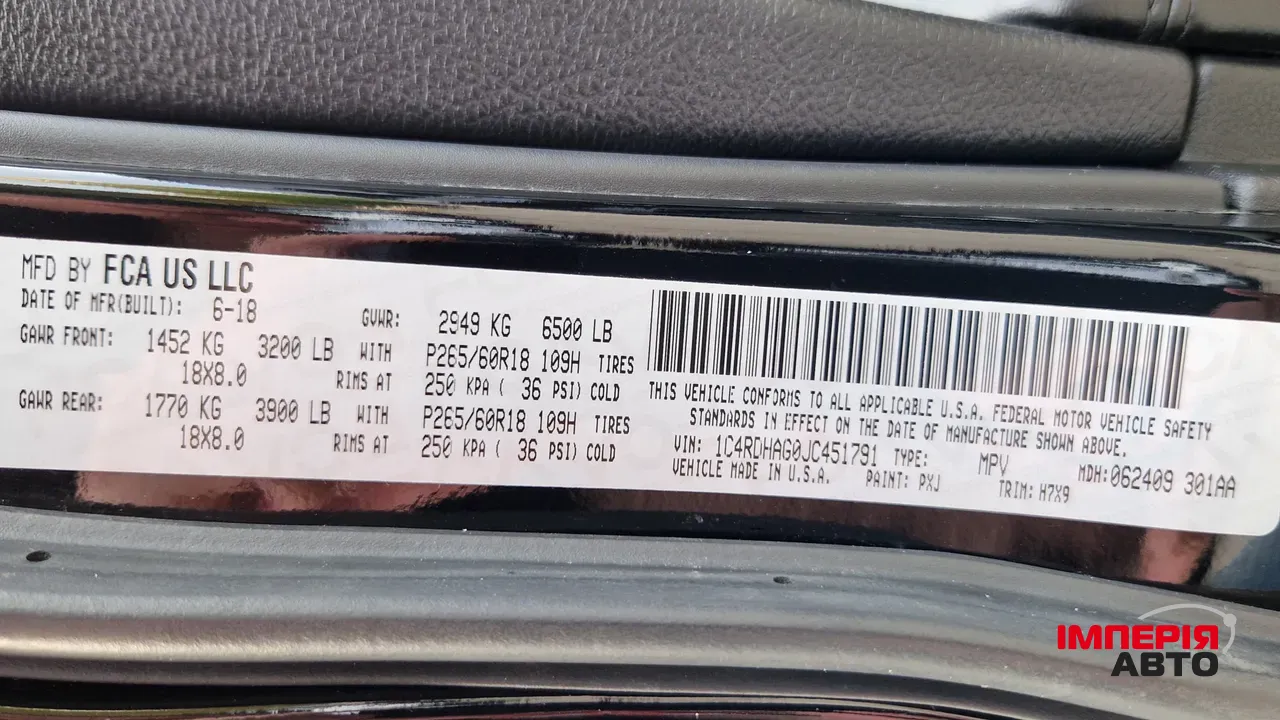 MFD BY FCA US LLC
DATE OF MFR(BUILT): 6-18 GVWR: 2949 KG 6500 LB
GAWR FRONT: 1452 KG 3200 LB WITH P265/60R18 109H TIRES
18X8.0 RIMS AT 250 KPA ( 36 PSI) COLD
GAWR REAR: 1770 KG 3900 LB WITH P265/60R18 109H TIRES
18X8.0 RIMS AT 250 KPA ( 36 PSI) COLD
THIS VEHICLE CONFORMS TO ALL APPLICABLE U.S.A. FEDERAL MOTOR VEHICLE SAFETY
STANDARDS IN EFFECT ON THE DATE OF MANUFACTURE SHOWN ABOVE.
VIN: 1C4RDHAG0JC451791 TYPE: MPV MDH:062409 301AA
VEHICLE MADE IN U.S.A. PAINT: PXJ TRIM: H7X9
ІМПЕРІЯ
АВТО